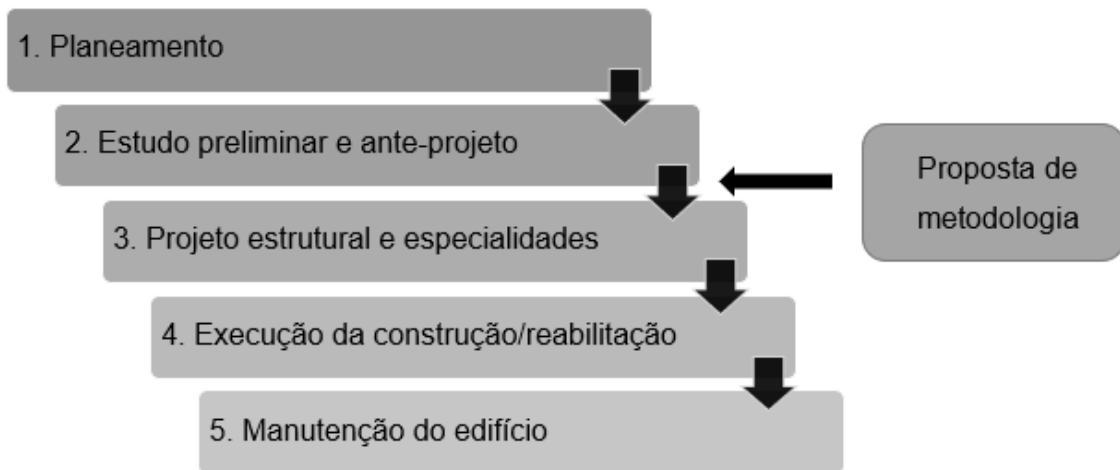 1. Planeamento
2. Estudo preliminar e ante-projeto
3. Projeto estrutural e especialidades
4. Execução da construção/reabilitação
5. Manutenção do edifício
Proposta de
metodologia